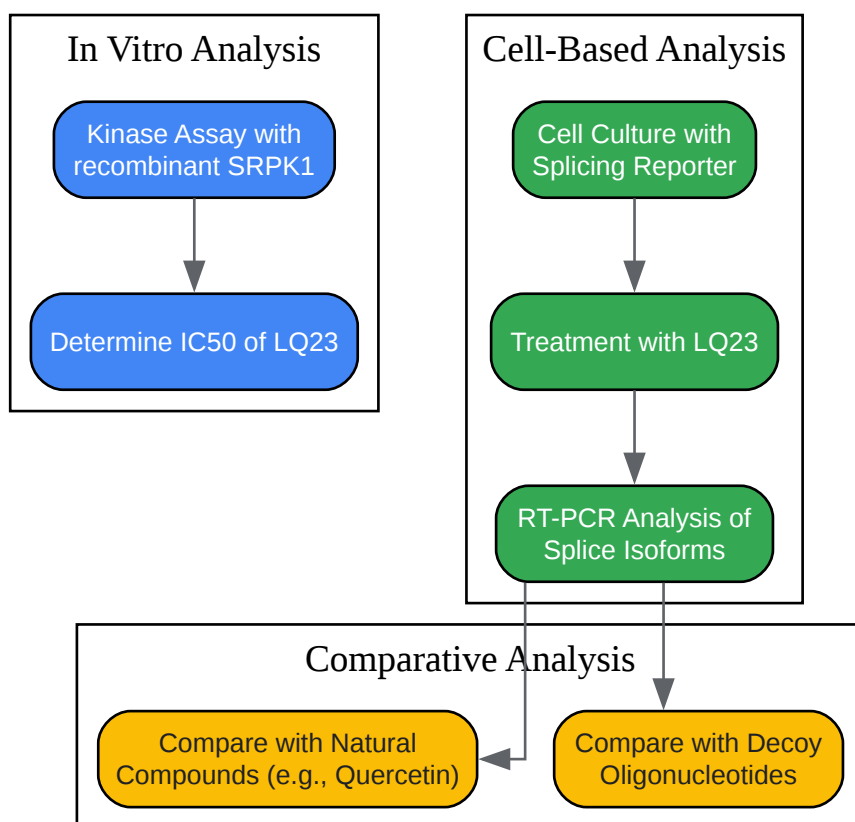 In Vitro Analysis
Kinase Assay with
recombinant SRPK1
Determine IC50 of LQ23
Cell-Based Analysis
Cell Culture with
Splicing Reporter
Treatment with LQ23
RT-PCR Analysis of
Splice Isoforms
Comparative Analysis
Compare with Natural
Compounds (e.g., Quercetin)
Compare with Decoy
Oligonucleotides